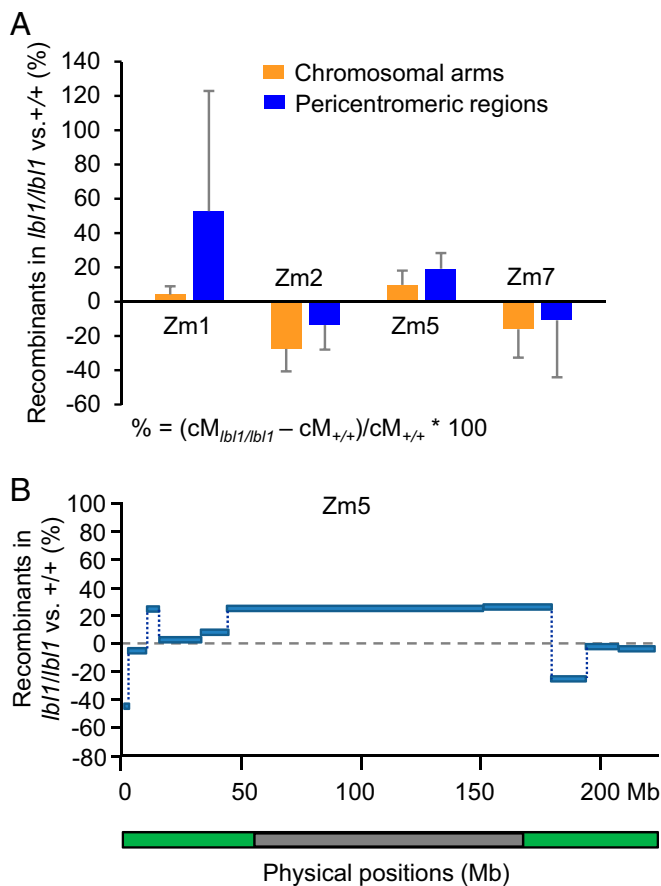 A
Recombinants in lbl1/lbl1 vs.+/+ (%)
140
120
100
80
60
40
20
0
-20
-40
-60
Chromosomal arms
Pericentromeric regions
Zm1
Zm2
Zm5
Zm7
% = (cM lbl1/lbl1 – cM +/+)/cM +/+ * 100
B
Zm5
Recombinants in
lbl1/lbl1 vs. +/+ (%)
100
80
60
40
20
0
-20
-40
-60
-80
0 50 100 150 200 Mb
Physical positions (Mb)